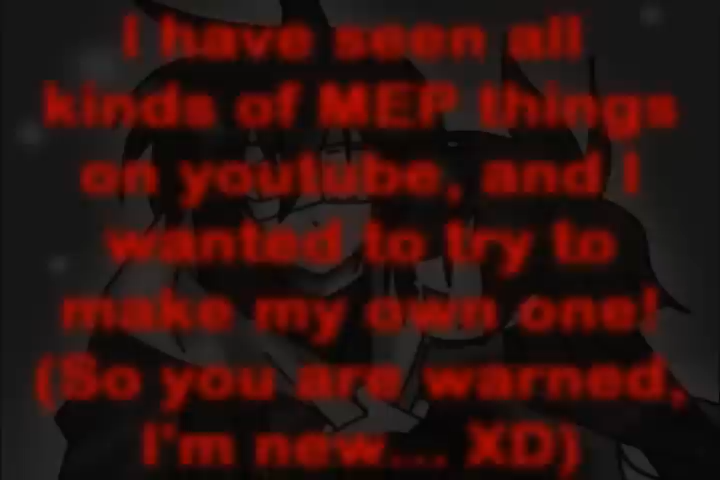 I have seen all
kinds of MEP things
on youtube, and I
wanted to try to
make my own one!
(So you are warned,
I'm new... XD)